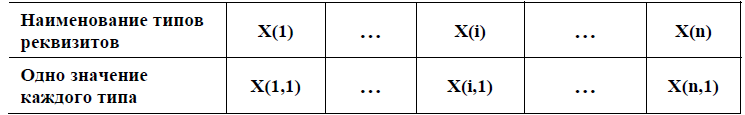 Наименование типов реквизитов X(1) ... X(i) ... X(n)
Одно значение каждого типа X(1,1) ... X(i,1) ... X(n,1)